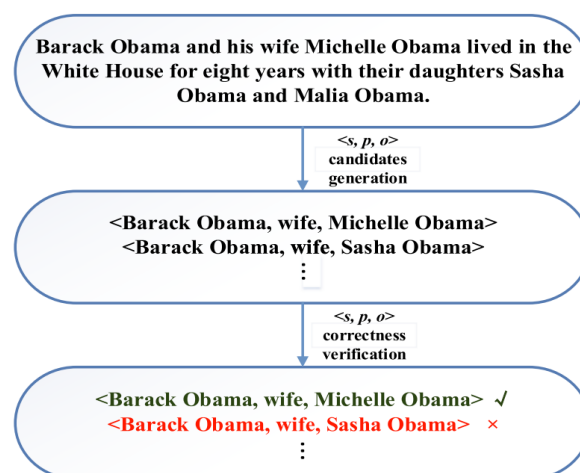 Barack Obama and his wife Michelle Obama lived in the
White House for eight years with their daughters Sasha
Obama and Malia Obama.
<s, p, o>
candidates
generation
<Barack Obama, wife, Michelle Obama>
<Barack Obama, wife, Sasha Obama>
⋮
<s, p, o>
correctness
verification
<Barack Obama, wife, Michelle Obama> √
<Barack Obama, wife, Sasha Obama> ×
⋮